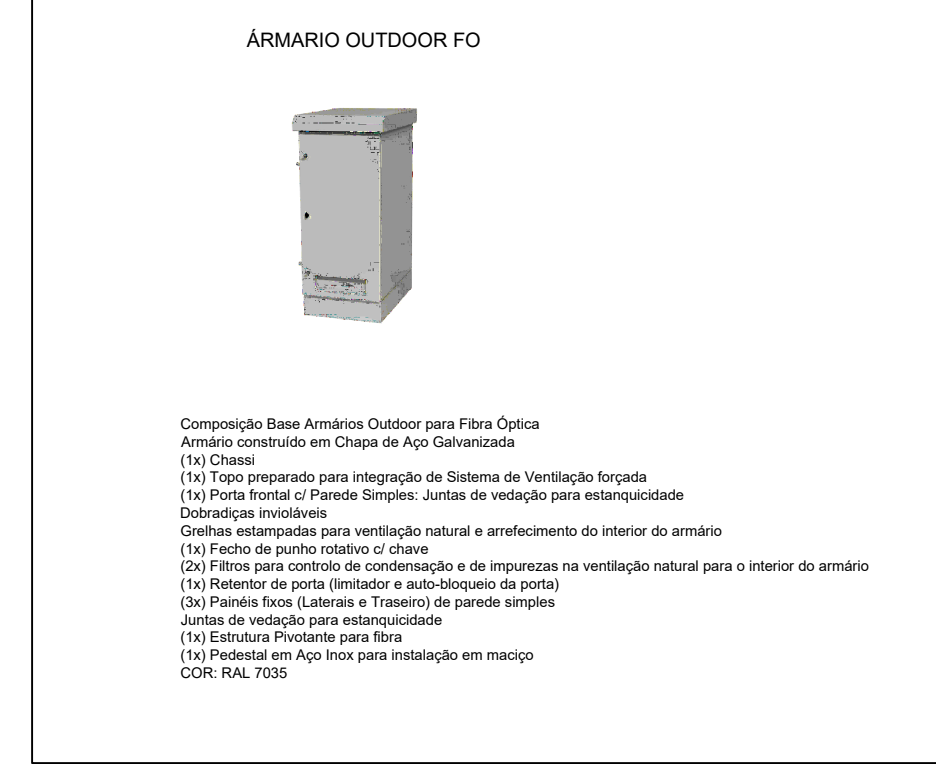 ÁRMARIO OUTDOOR FO
Composição Base Armários Outdoor para Fibra Óptica
Armário construído em Chapa de Aço Galvanizada
(1x) Chassi
(1x) Topo preparado para integração de Sistema de Ventilação forçada
(1x) Porta frontal c/ Parede Simples: Juntas de vedação para estanquicidade
Dobradiças invioláveis
Grelhas estampadas para ventilação natural e arrefecimento do interior do armário
(1x) Fecho de punho rotativo c/ chave
(2x) Filtros para controlo de condensação e de impurezas na ventilação natural para o interior do armário
(1x) Retentor de porta (limitador e auto-bloqueio da porta)
(3x) Painéis fixos (Laterais e Traseiro) de parede simples
Juntas de vedação para estanquicidade
(1x) Estrutura Pivotante para fibra
(1x) Pedestal em Aço Inox para instalação em maciço
COR: RAL 7035